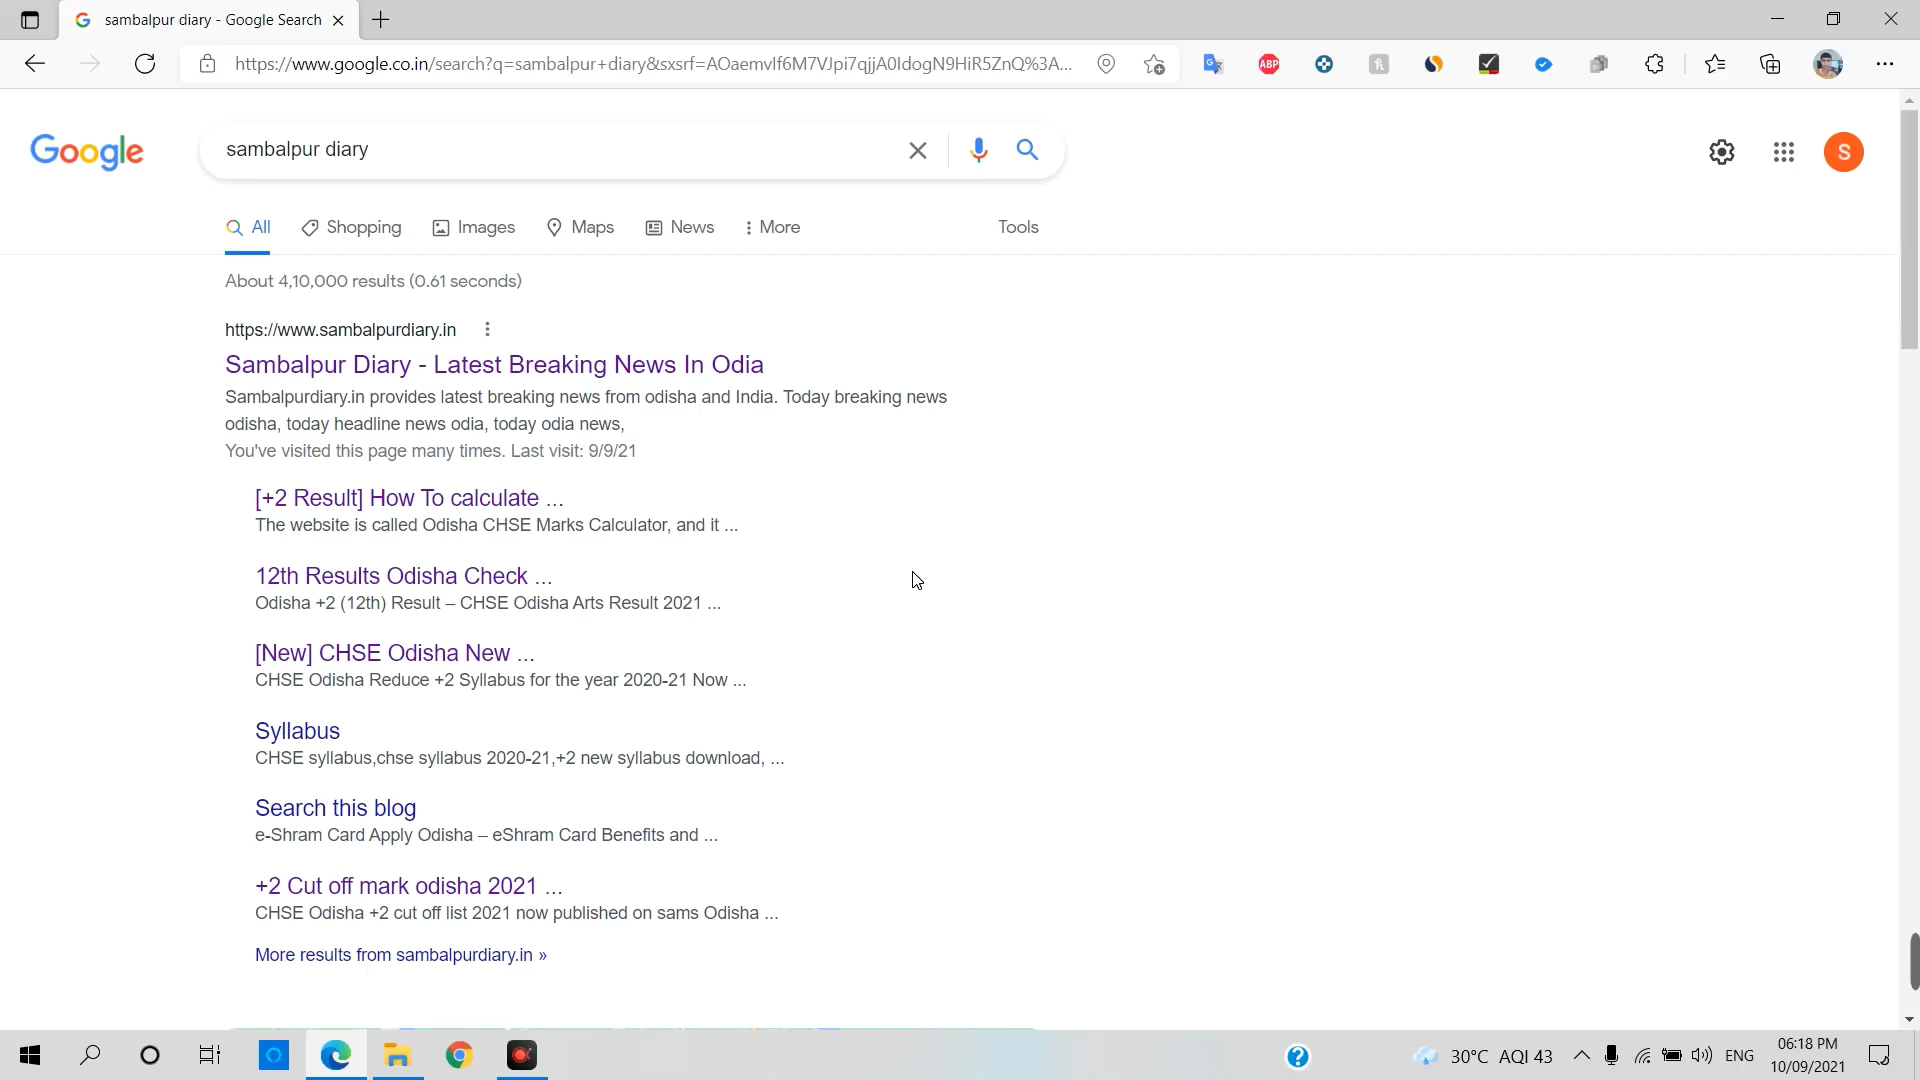 sambalpur diary - Google Search
https://www.google.co.in/search?q=sambalpur+diary&sxsrf=AOaemvIf6M7VJpi7qjjA0IdogN9HiR5ZnQ%3A...
ABP
Google
sambalpur diary
S
All Shopping Images Maps News More Tools
About 4,10,000 results (0.61 seconds)
https://www.sambalpurdiary.in
Sambalpur Diary - Latest Breaking News In Odia
Sambalpurdiary.in provides latest breaking news from odisha and India. Today breaking news
odisha, today headline news odia, today odia news,
You've visited this page many times. Last visit: 9/9/21
[+2 Result] How To calculate ...
The website is called Odisha CHSE Marks Calculator, and it ...
12th Results Odisha Check ...
Odisha +2 (12th) Result – CHSE Odisha Arts Result 2021 ...
[New] CHSE Odisha New ...
CHSE Odisha Reduce +2 Syllabus for the year 2020-21 Now ...
Syllabus
CHSE syllabus,chse syllabus 2020-21,+2 new syllabus download, ...
Search this blog
e-Shram Card Apply Odisha – eShram Card Benefits and ...
+2 Cut off mark odisha 2021 ...
CHSE Odisha +2 cut off list 2021 now published on sams Odisha ...
More results from sambalpurdiary.in »
30°C AQI 43 ENG 06:18 PM
10/09/2021